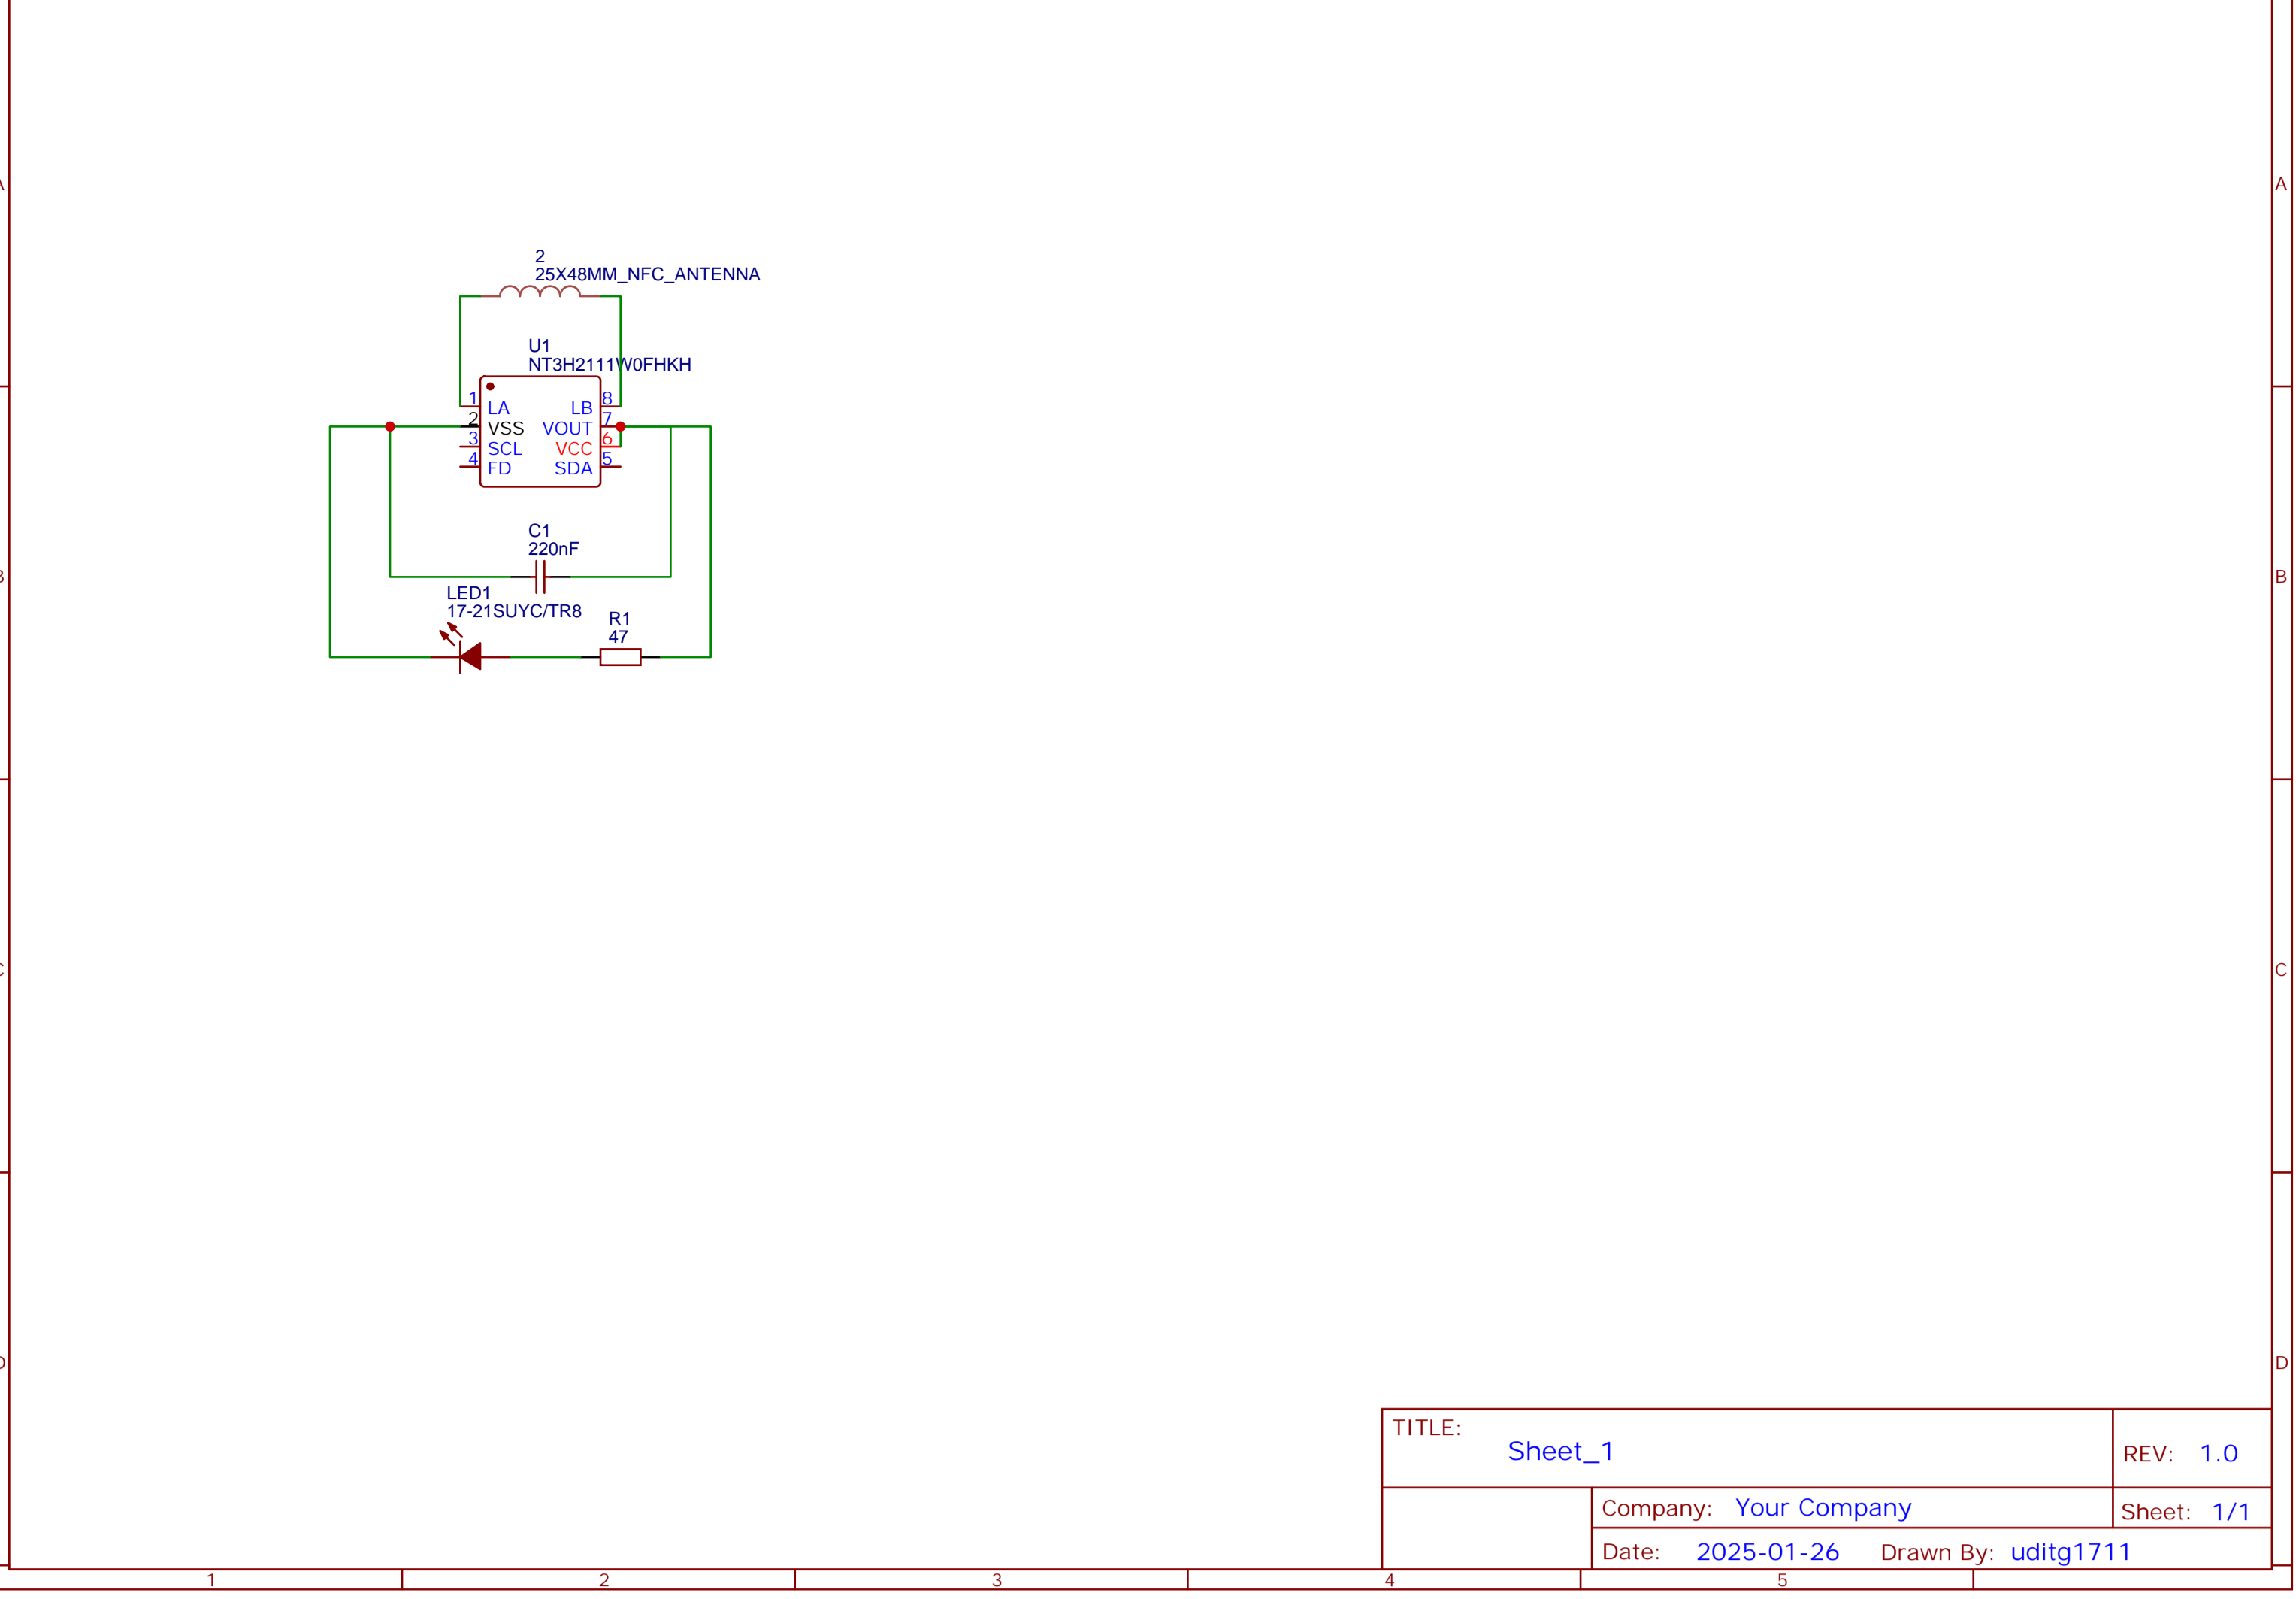 A
A
2
25X48MM_NFC_ANTENNA
U1
NT3H2111W0FHKH
1
LA
LB
8
2
VSS
VOUT
7
3
SCL
VCC
6
4
FD
SDA
5
C1
220nF
B
B
LED1
17-21SUYC/TR8
R1
47
C
C
D
D
TITLE:
Sheet_1
REV: 1.0
Company: Your Company
Sheet: 1/1
Date: 2025-01-26 Drawn By: uditg1711
1 2 3 4 5